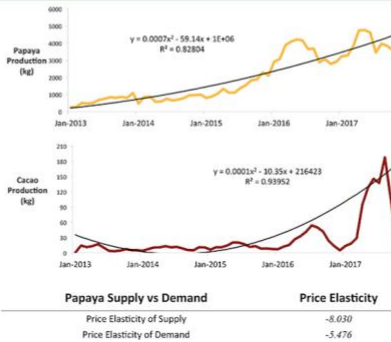 6000
5000
4000
3000
2000
1000
0
Papaya
Production
(kg)
y = 0.0007x² - 59.14x + 1E+06
R² = 0.82804
Jan-2013 Jan-2014 Jan-2015 Jan-2016 Jan-2017
210
180
150
120
90
60
30
0
Cacao
Production
(kg)
y = 0.0001x² - 10.35x + 216423
R² = 0.93952
Jan-2013 Jan-2014 Jan-2015 Jan-2016 Jan-2017
Papaya Supply vs Demand Price Elasticity
Price Elasticity of Supply -8.030
Price Elasticity of Demand -5.476